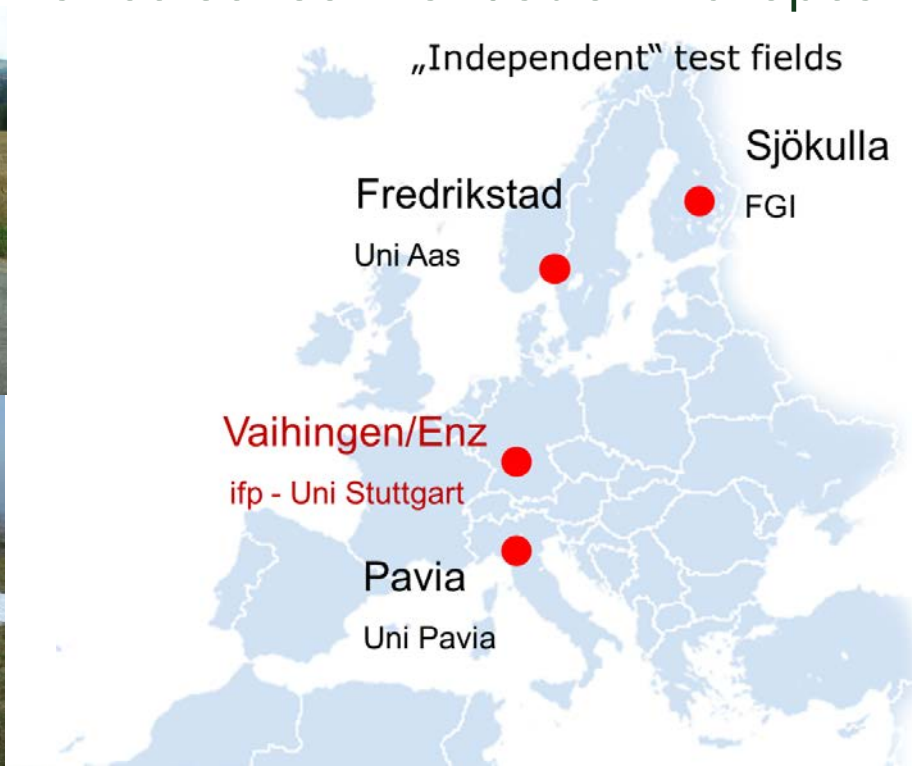 „Independent“ test fields
Sjökulla
FGI
Fredrikstad
Uni Aas
Vaihingen/Enz
ifp - Uni Stuttgart
Pavia
Uni Pavia